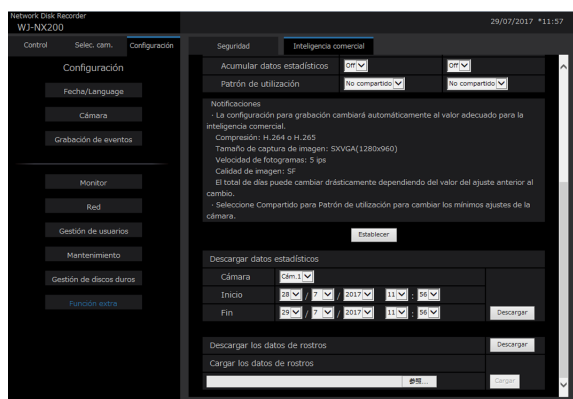 Network Disk Recorder
WJ-NX200
29/07/2017 *11:57
Control Selec. cam. Configuración
Seguridad Inteligencia comercial
Configuración
Fecha/Language
Cámara
Grabación de eventos
Monitor
Red
Gestión de usuarios
Mantenimiento
Gestión de discos duros
Función extra
Acumular datos estadísticos Off Off
Patrón de utilización No compartido No compartido
Notificaciones
· La configuración para grabación cambiará automáticamente al valor adecuado para la
inteligencia comercial.
Compresión: H.264 o H.265
Tamaño de captura de imagen: SXVGA(1280x960)
Velocidad de fotogramas: 5 ips
Calidad de imagen: SF
El total de días puede cambiar drásticamente dependiendo del valor del ajuste anterior al
cambio.
· Seleccione Compartido para Patrón de utilización para cambiar los mínimos ajustes de la
cámara.
Establecer
Descargar datos estadísticos
Cámara Cám.1
Inicio 28 / 7 / 2017 11 : 56
Fin 29 / 7 / 2017 11 : 56 Descargar
Descargar los datos de rostros Descargar
Cargar los datos de rostros
参照... Cargar